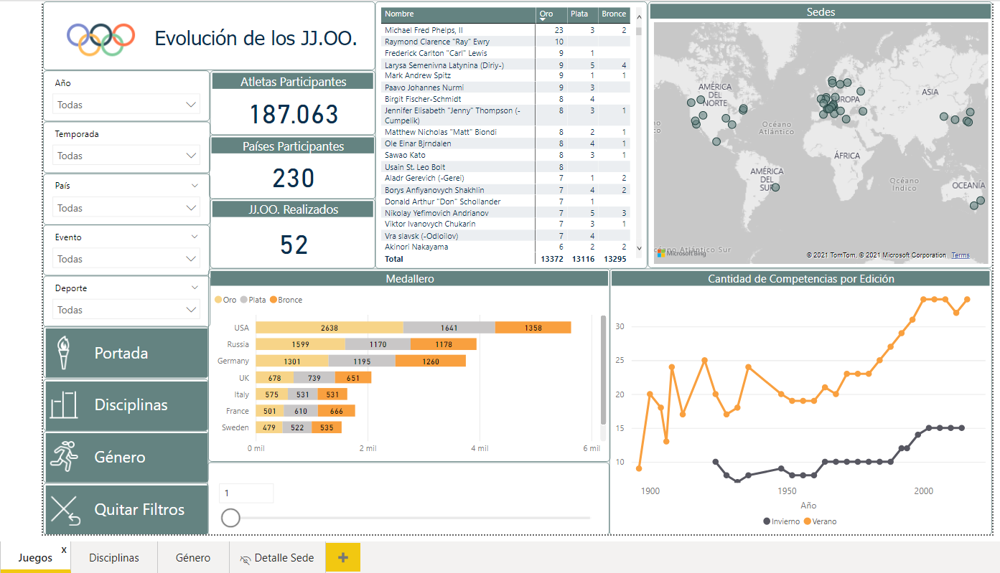 Evolución de los JJ.OO.
Año
Todas
Temporada
Todas
País
Todas
Evento
Todas
Deporte
Todas
Portada
Disciplinas
Género
Quitar Filtros
Atletas Participantes
187.063
Países Participantes
230
JJ.OO. Realizados
52
Nombre Oro Plata Bronce
Michael Fred Phelps, II 23 3 2
Raymond Clarence "Ray" Ewry 10
Frederick Carlton "Carl" Lewis 9 1
Larysa Semenivna Latynina (Diriy-) 9 5 4
Mark Andrew Spitz 9 1 1
Paavo Johannes Nurmi 9 3
Birgit Fischer-Schmidt 8 4
Jennifer Elisabeth "Jenny" Thompson (- 8 3 1
Cumpelik)
Matthew Nicholas "Matt" Biondi 8 2 1
Ole Einar Bjrndalen 8 4 1
Sawao Kato 8 3 1
Usain St. Leo Bolt 8
Aladr Gerevich (-Gerei) 7 1 2
Borys Anfiyanovych Shakhlin 7 4 2
Donald Arthur "Don" Schollander 7 1
Nikolay Yefimovich Andrianov 7 5 3
Viktor Ivanovych Chukarin 7 3 1
Vra slavsk (-Odloilov) 7 4
Akinori Nakayama 6 2 2
Total 13372 13116 13295
Sedes
AMÉRICA
DEL
NORTE
ROPA
ASIA
no
co
Océano
Atlántico
ÁFRICA
AMÉRICA
DEL
SUR
Océano
Índico
OCEANÍA
éano Atlántico Sur
Microsoft Bing
© 2021 TomTom, © 2021 Microsoft Corporation Terms
Medallero
Oro Plata Bronce
USA 2638 1641 1358
Russia 1599 1170 1178
Germany 1301 1195 1260
UK 678 739 651
Italy 575 531 531
France 501 610 666
Sweden 479 522 535
0 mil 2 mil 4 mil 6 mil
1
Cantidad de Competencias por Edición
30
25
20
15
10
1900 1950 2000
Año
Invierno Verano
Juegos x
Disciplinas
Género
Detalle Sede
+